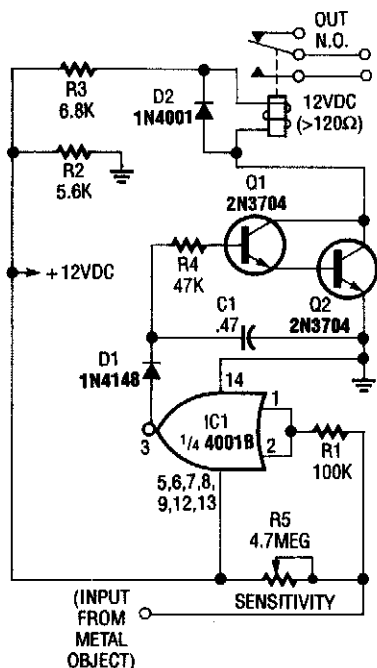 OUT
N.O.
R3
6.8K
D2
1N4001
12VDC
(>120Ω)
R2
5.6K
Q1
2N3704
+12VDC
R4
47K
C1
.47
Q2
2N3704
D1
1N4148
14
IC1
1/4 4001B
1
2
3
R1
100K
5,6,7,8,
9,12,13
R5
4.7MEG
SENSITIVITY
(INPUT
FROM
METAL
OBJECT)